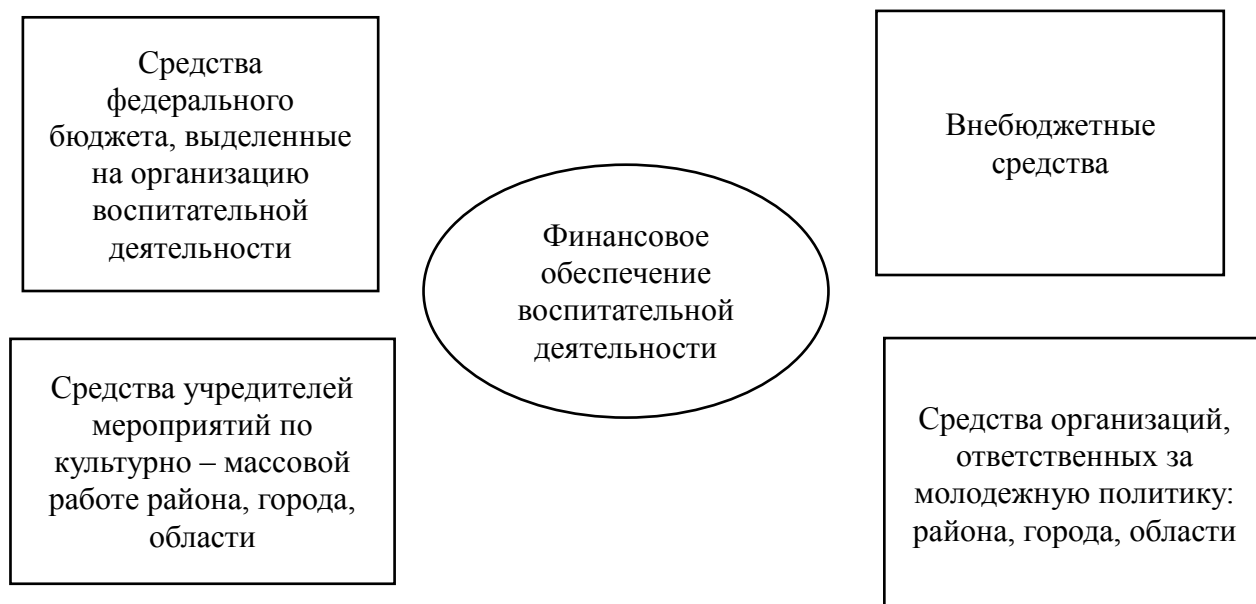 Средства
федерального
бюджета, выделенные
на организацию
воспитательной
деятельности
Внебюджетные
средства
Финансовое
обеспечение
воспитательной
деятельности
Средства учредителей
мероприятий по
культурно – массовой
работе района, города,
области
Средства организаций,
ответственных за
молодежную политику:
района, города, области